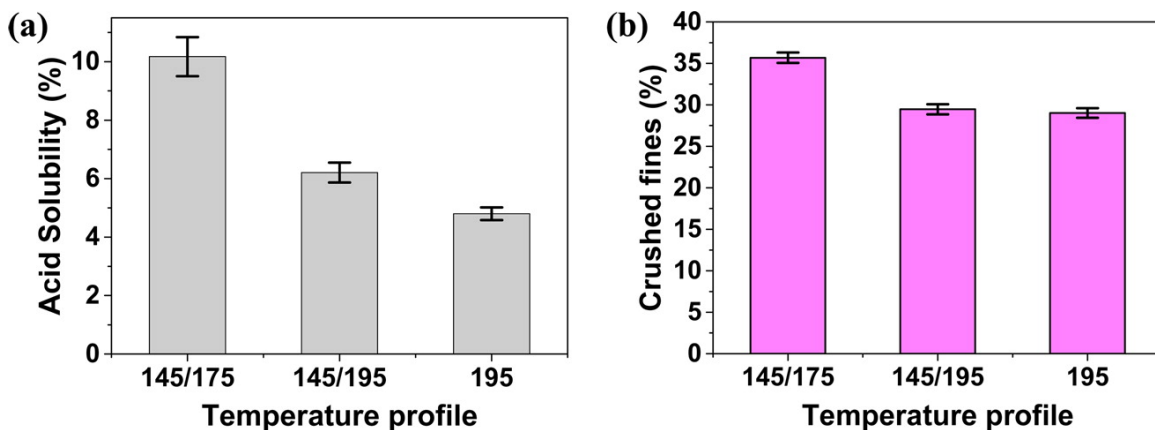 (a)
Acid Solubility (%)
10
8
6
4
2
0
145/175 145/195 195
Temperature profile
(b)
Crushed fines (%)
40
35
30
25
20
15
10
5
0
145/175 145/195 195
Temperature profile